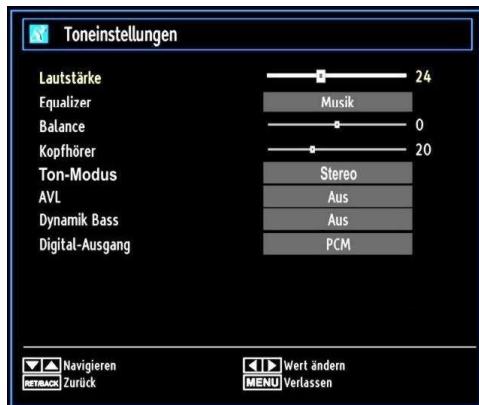 Toneinstellungen
Lautstärke 24
Equalizer Musik
Balance 0
Kopfhörer 20
Ton-Modus Stereo
AVL Aus
Dynamik Bass Aus
Digital-Ausgang PCM
Navigieren Wert ändern
RET/BACK Zurück MENU Verlassen